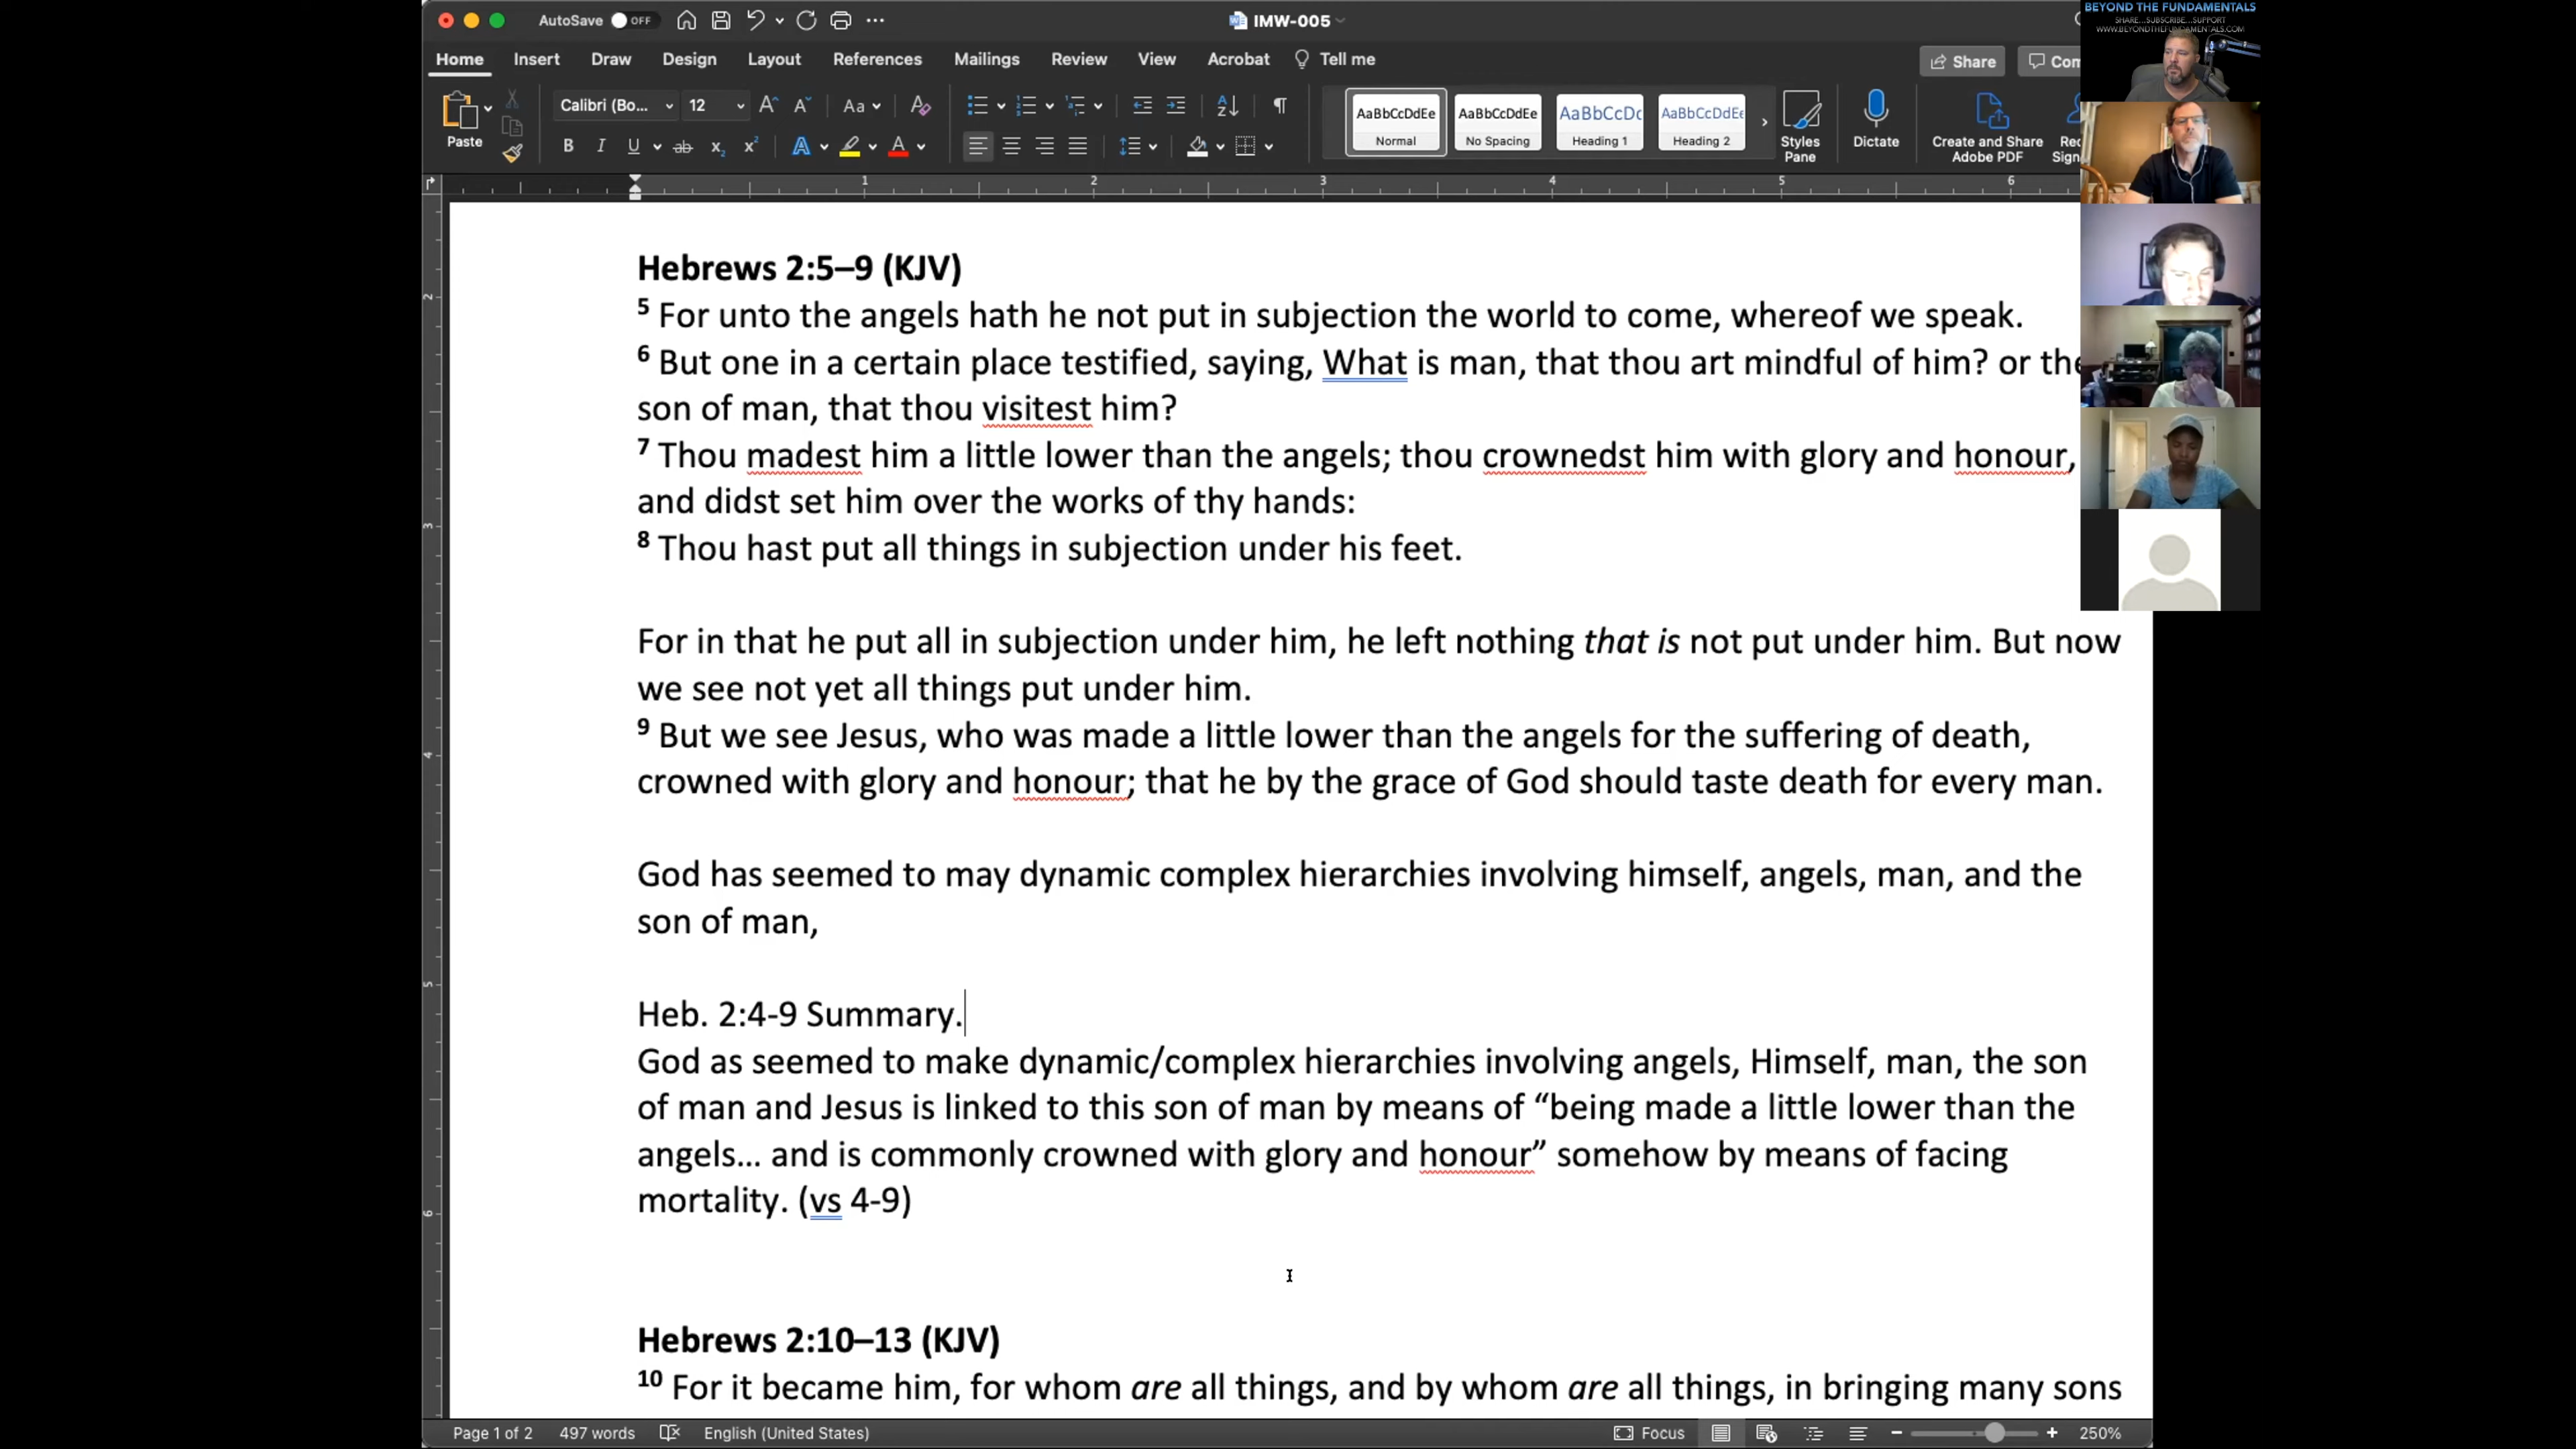 AutoSave OFF
IMW-005
BEYOND THE FUNDAMENTALS
SHARE...SUBSCRIBE...SUPPORT
WWW.BEYONDTHEFUNDAMENTALS.COM
Home Insert Draw Design Layout References Mailings Review View Acrobat Tell me
Share Com
Paste
Calibri (Bo... 12
AaBbCcDdEe AaBbCcDdEe AaBbCcDc AaBbCcDdEe
Normal No Spacing Heading 1 Heading 2
Styles Pane
Dictate
Create and Share Adobe PDF
Rec Sign
1 2 3 4 5 6
Hebrews 2:5–9 (KJV)
5 For unto the angels hath he not put in subjection the world to come, whereof we speak.
6 But one in a certain place testified, saying, What is man, that thou art mindful of him? or the
son of man, that thou visitest him?
7 Thou madest him a little lower than the angels; thou crownedst him with glory and honour,
and didst set him over the works of thy hands:
8 Thou hast put all things in subjection under his feet.
For in that he put all in subjection under him, he left nothing that is not put under him. But now
we see not yet all things put under him.
9 But we see Jesus, who was made a little lower than the angels for the suffering of death,
crowned with glory and honour; that he by the grace of God should taste death for every man.
God has seemed to may dynamic complex hierarchies involving himself, angels, man, and the
son of man,
Heb. 2:4-9 Summary.
God as seemed to make dynamic/complex hierarchies involving angels, Himself, man, the son
of man and Jesus is linked to this son of man by means of “being made a little lower than the
angels... and is commonly crowned with glory and honour” somehow by means of facing
mortality. (vs 4-9)
Hebrews 2:10–13 (KJV)
10 For it became him, for whom are all things, and by whom are all things, in bringing many sons
Page 1 of 2 497 words English (United States) Focus 250%